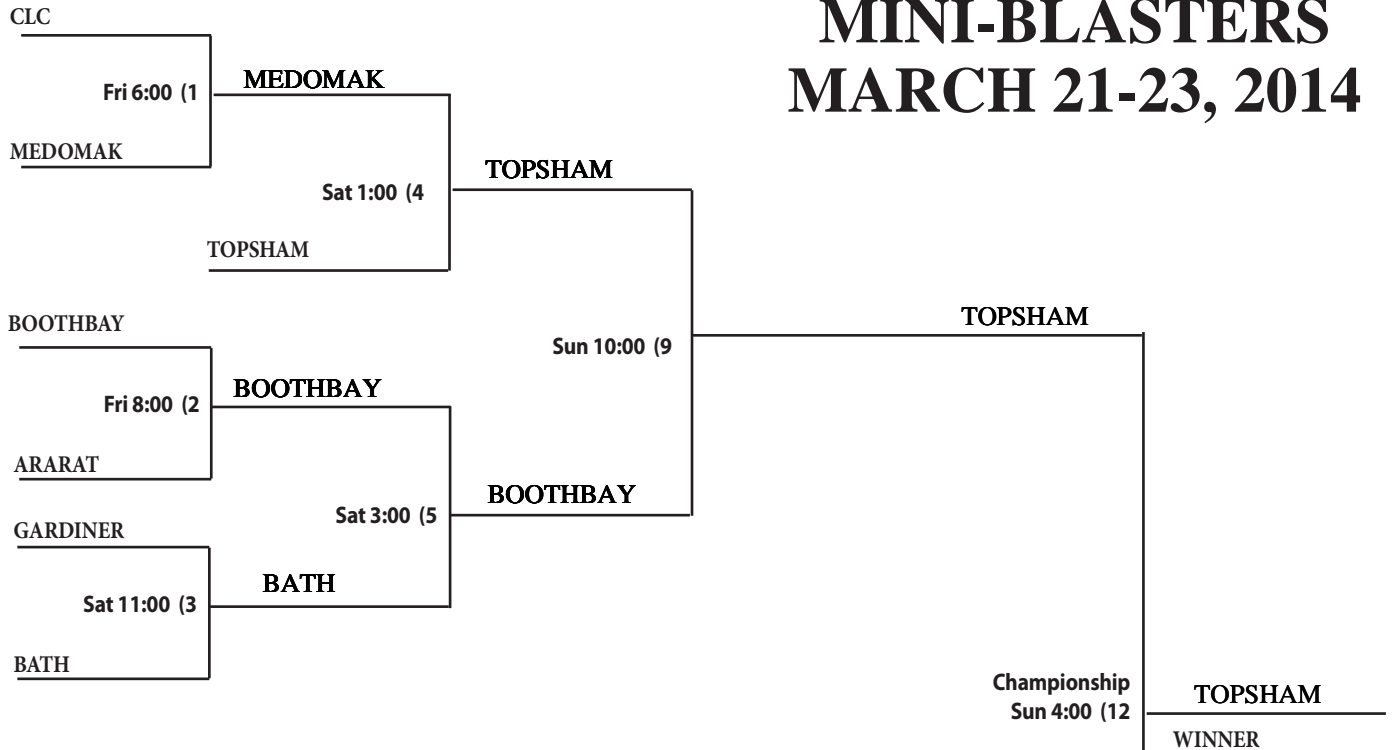 MINI-BLASTERS
MARCH 21-23, 2014
CLC
Fri 6:00 (1
MEDOMAK
MEDOMAK
Sat 1:00 (4
TOPSHAM
TOPSHAM
BOOTHBAY
Fri 8:00 (2
BOOTHBAY
ARARAT
Sun 10:00 (9
TOPSHAM
GARDINER
Sat 3:00 (5
BOOTHBAY
Sat 11:00 (3
BATH
BATH
Championship
Sun 4:00 (12
TOPSHAM
WINNER